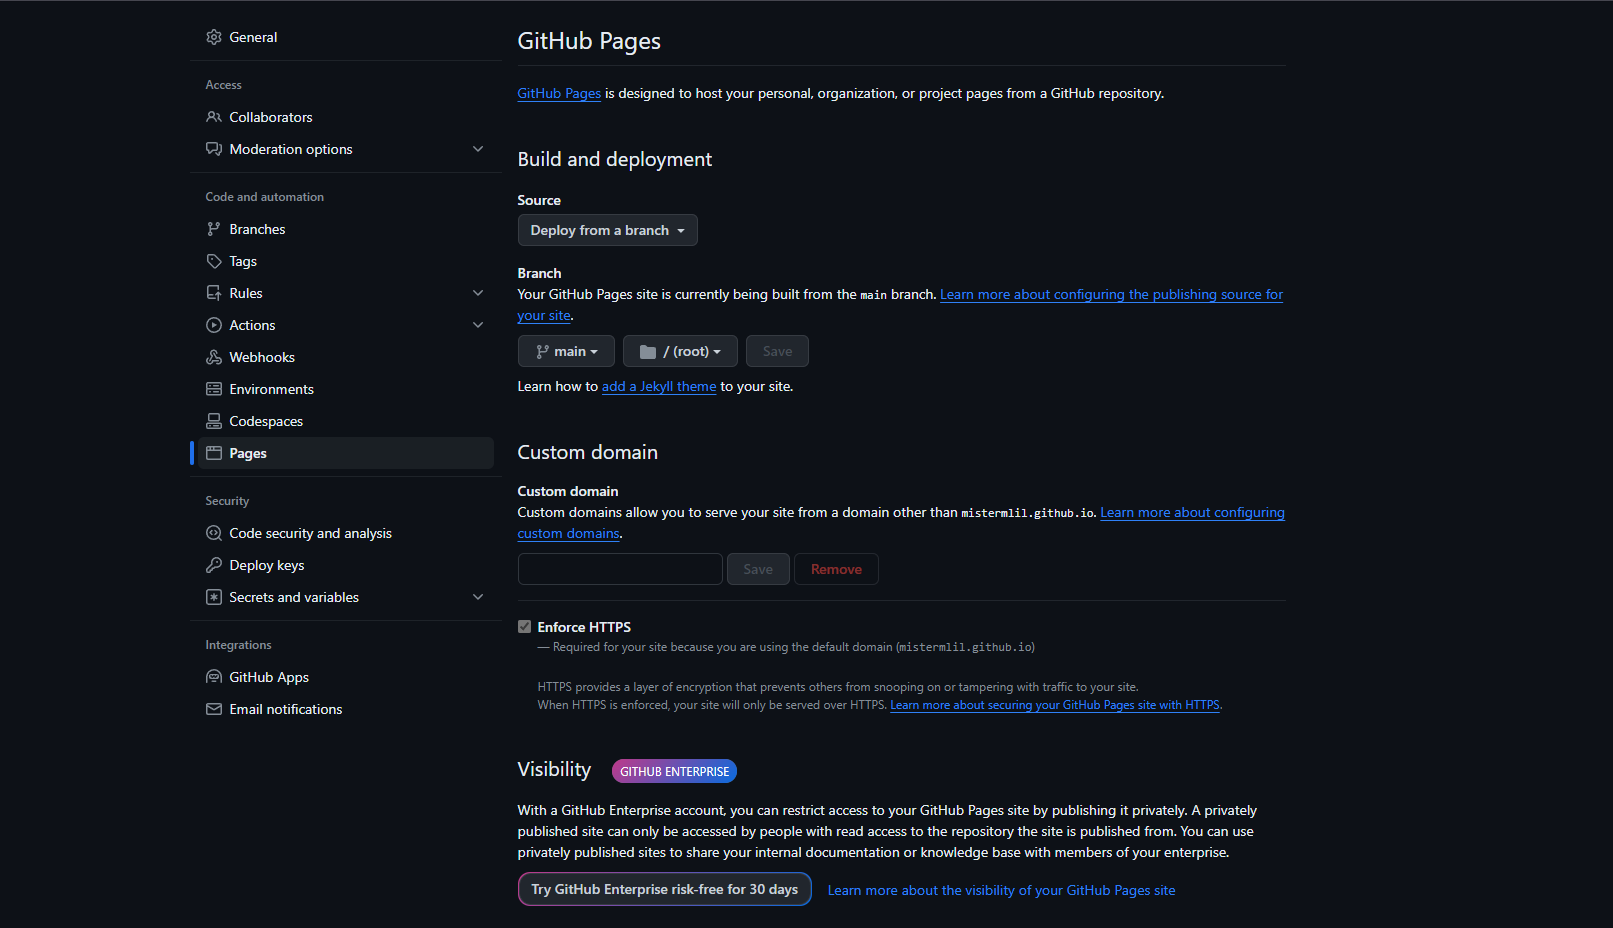 General
Access
Collaborators
Moderation options
Code and automation
Branches
Tags
Rules
Actions
Webhooks
Environments
Codespaces
Pages
Security
Code security and analysis
Deploy keys
Secrets and variables
Integrations
GitHub Apps
Email notifications
GitHub Pages
GitHub Pages is designed to host your personal, organization, or project pages from a GitHub repository.
Build and deployment
Source
Deploy from a branch
Branch
Your GitHub Pages site is currently being built from the main branch. Learn more about configuring the publishing source for
your site.
main / (root) Save
Learn how to add a Jekyll theme to your site.
Custom domain
Custom domain
Custom domains allow you to serve your site from a domain other than mistermlil.github.io. Learn more about configuring
custom domains.
Save Remove
Enforce HTTPS
— Required for your site because you are using the default domain (mistermlil.github.io)
HTTPS provides a layer of encryption that prevents others from snooping on or tampering with traffic to your site.
When HTTPS is enforced, your site will only be served over HTTPS. Learn more about securing your GitHub Pages site with HTTPS.
Visibility GITHUB ENTERPRISE
With a GitHub Enterprise account, you can restrict access to your GitHub Pages site by publishing it privately. A privately
published site can only be accessed by people with read access to the repository the site is published from. You can use
privately published sites to share your internal documentation or knowledge base with members of your enterprise.
Try GitHub Enterprise risk-free for 30 days Learn more about the visibility of your GitHub Pages site